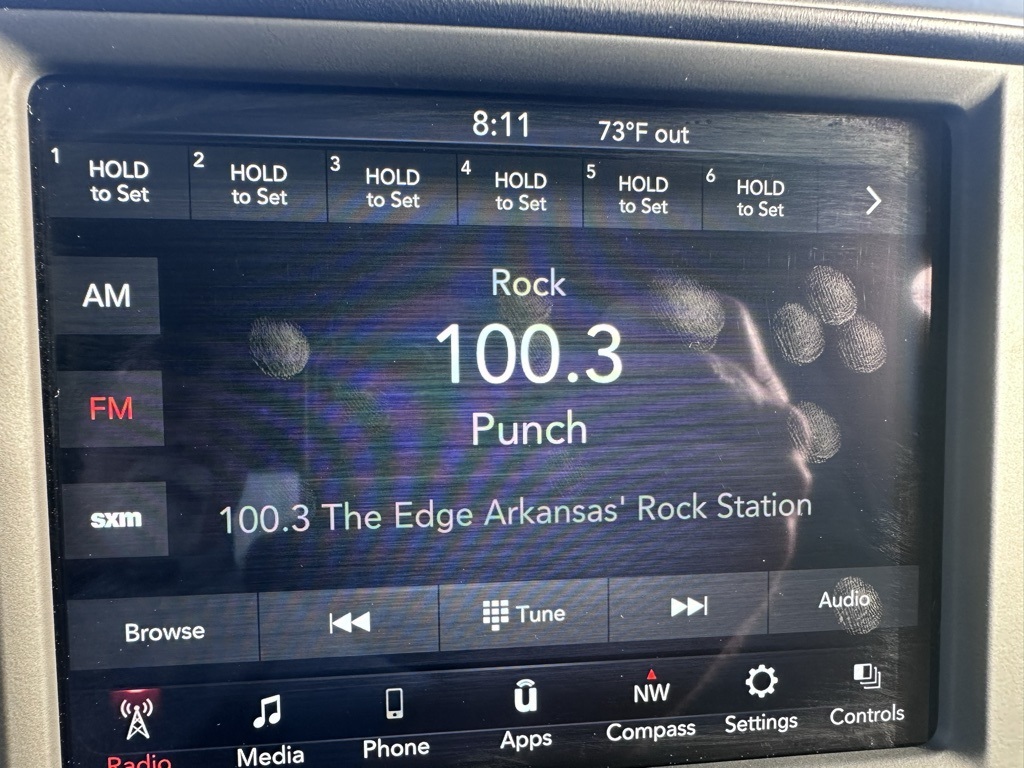 8:11 73°F out
1 HOLD to Set
2 HOLD to Set
3 HOLD to Set
4 HOLD to Set
5 HOLD to Set
6 HOLD to Set
AM
FM
sxm
Rock
100.3
Punch
100.3 The Edge Arkansas' Rock Station
Browse
Tune
Audio
Radio
Media
Phone
Apps
NW
Compass
Settings
Controls